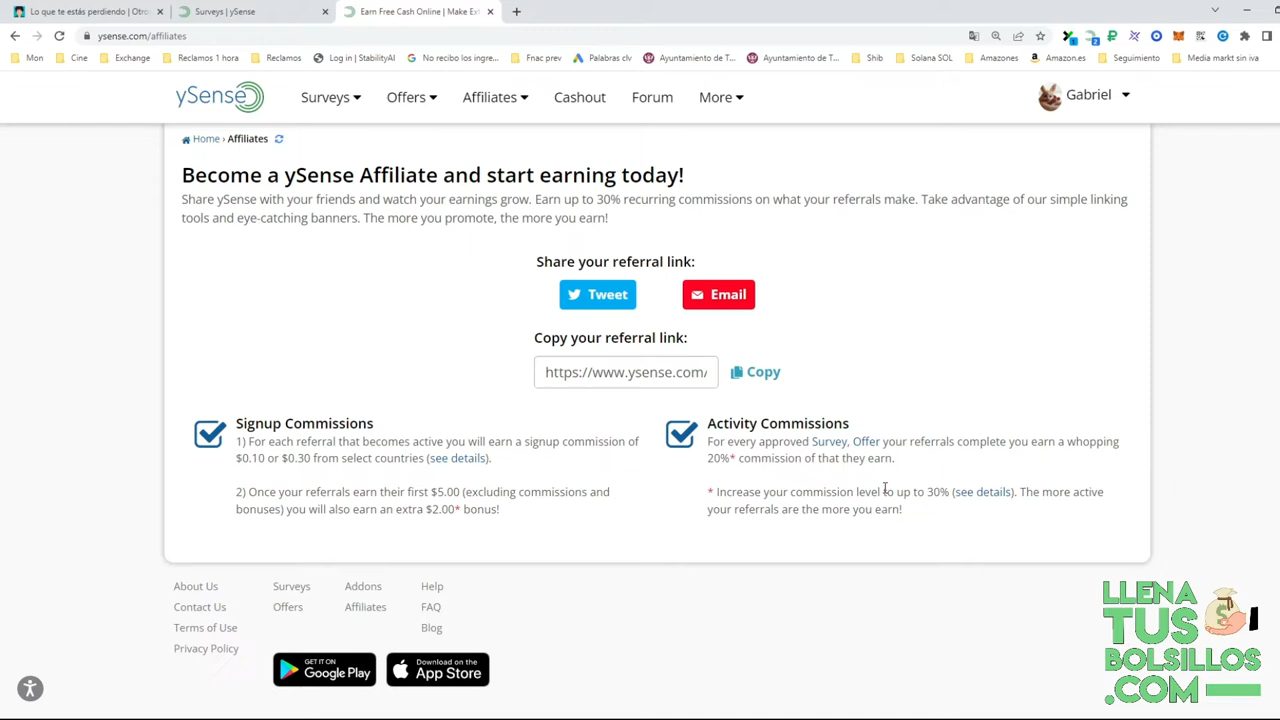 Lo que te estás perdiendo | Otros
Surveys | ySense
Earn Free Cash Online | Make Ex
ysense.com/affiliates
Mon
Cine
Exchange
Reclamos 1 hora
Reclamos
Log in | StabilityAI
No recibo los ingre...
Fnac prev
Palabras clv
Ayuntamiento de T...
Ayuntamiento de T...
Shib
Solana SOL
Amazones
Amazon.es
Seguimiento
Media markt sin iva
ySense
Surveys
Offers
Affiliates
Cashout
Forum
More
Gabriel
Home › Affiliates
Become a ySense Affiliate and start earning today!
Share ySense with your friends and watch your earnings grow. Earn up to 30% recurring commissions on what your referrals make. Take advantage of our simple linking
tools and eye-catching banners. The more you promote, the more you earn!
Share your referral link:
Tweet
Email
Copy your referral link:
https://www.ysense.com/
Copy
Signup Commissions
1) For each referral that becomes active you will earn a signup commission of
$0.10 or $0.30 from select countries (see details).
2) Once your referrals earn their first $5.00 (excluding commissions and
bonuses) you will also earn an extra $2.00* bonus!
Activity Commissions
For every approved Survey, Offer your referrals complete you earn a whopping
20%* commission of that they earn.
* Increase your commission level to up to 30% (see details). The more active
your referrals are the more you earn!
About Us
Surveys
Addons
Help
Contact Us
Offers
Affiliates
FAQ
Terms of Use
Blog
Privacy Policy
GET IT ON
Google Play
Download on the
App Store
LLENA
TUS
BOLSILLOS
.COM